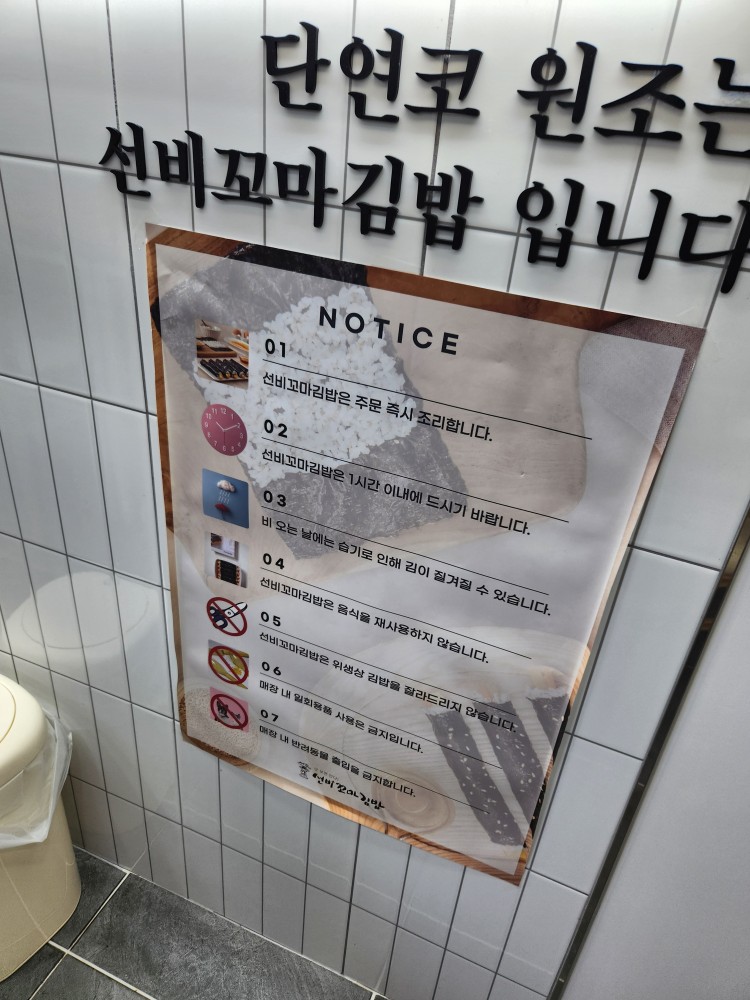 단연코 원조는
선비꼬마김밥 입니다
NOTICE
01
선비꼬마김밥은 주문 즉시 조리합니다.
02
선비꼬마김밥은 1시간 이내에 드시기 바랍니다.
03
비 오는 날에는 습기로 인해 김이 질겨질 수 있습니다.
04
선비꼬마김밥은 음식을 재사용하지 않습니다.
05
선비꼬마김밥은 위생상 김밥을 잘라드리지 않습니다.
06
매장 내 일회용품 사용은 금지입니다.
07
매장 내 반려동물 출입을 금지합니다.
선비꼬마김밥